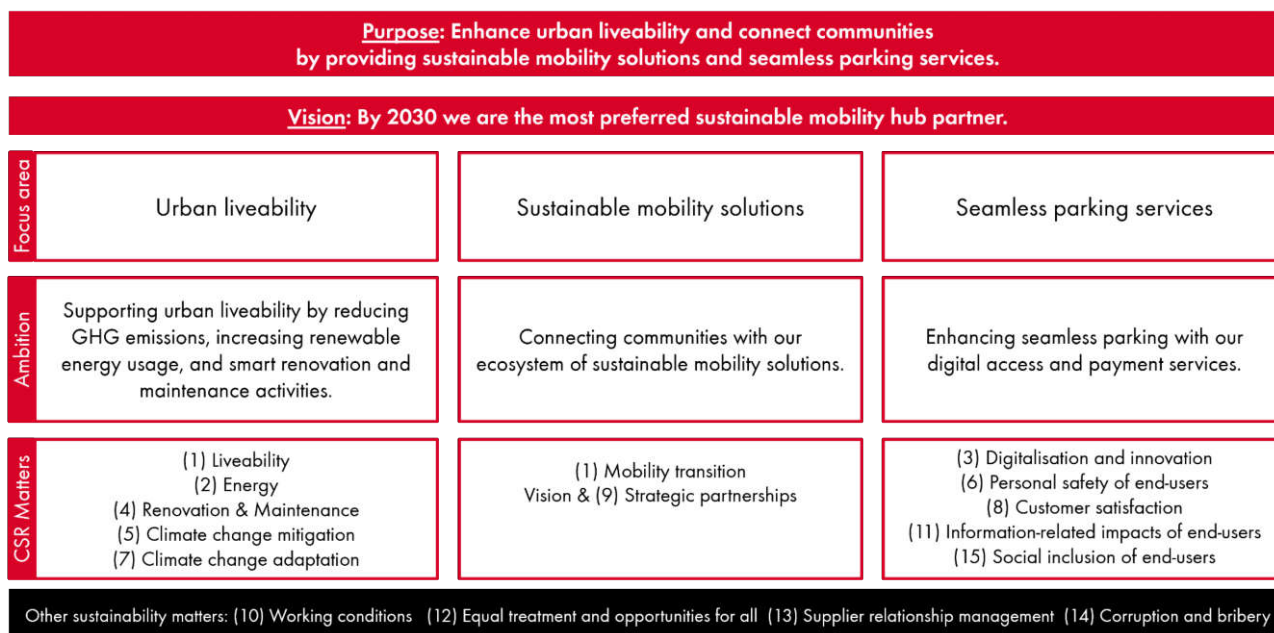 Purpose: Enhance urban liveability and connect communities
by providing sustainable mobility solutions and seamless parking services.
Vision: By 2030 we are the most preferred sustainable mobility hub partner.
Focus area
Urban liveability
Sustainable mobility solutions
Seamless parking services
Ambition
Supporting urban liveability by reducing
GHG emissions, increasing renewable
energy usage, and smart renovation and
maintenance activities.
Connecting communities with our
ecosystem of sustainable mobility solutions.
Enhancing seamless parking with our
digital access and payment services.
CSR Matters
(1) Liveability
(2) Energy
(4) Renovation & Maintenance
(5) Climate change mitigation
(7) Climate change adaptation
(1) Mobility transition
Vision & (9) Strategic partnerships
(3) Digitalisation and innovation
(6) Personal safety of end-users
(8) Customer satisfaction
(11) Information-related impacts of end-users
(15) Social inclusion of end-users
Other sustainability matters: (10) Working conditions (12) Equal treatment and opportunities for all (13) Supplier relationship management (14) Corruption and bribery